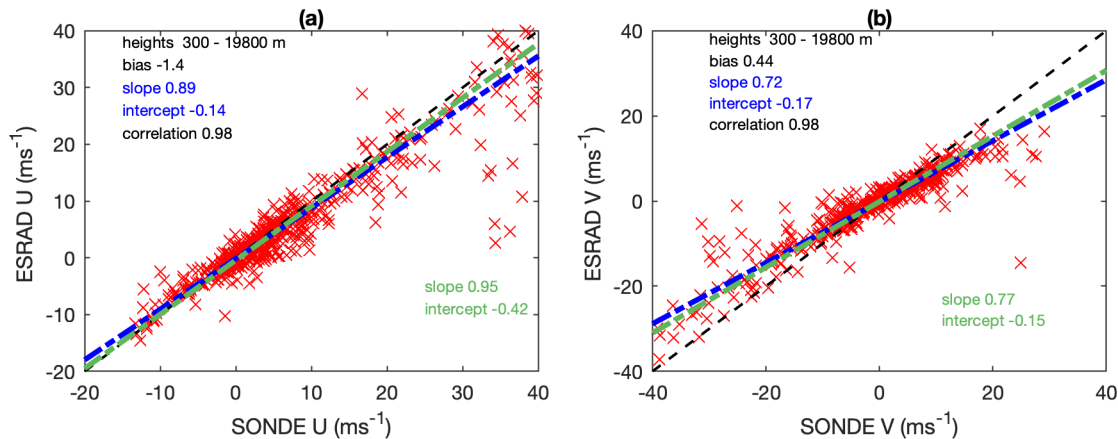 (a)
heights 300 - 19800 m
bias -1.4
slope 0.89
intercept -0.14
correlation 0.98
slope 0.95
intercept -0.42
40
30
20
10
0
-10
-20
-20
-10
0
10
20
30
40
ESRAD U (ms⁻¹)
SONDE U (ms⁻¹)
(b)
heights 300 - 19800 m
bias 0.44
slope 0.72
intercept -0.17
correlation 0.98
slope 0.77
intercept -0.15
40
20
0
-20
-40
-40
-20
0
20
40
ESRAD V (ms⁻¹)
SONDE V (ms⁻¹)